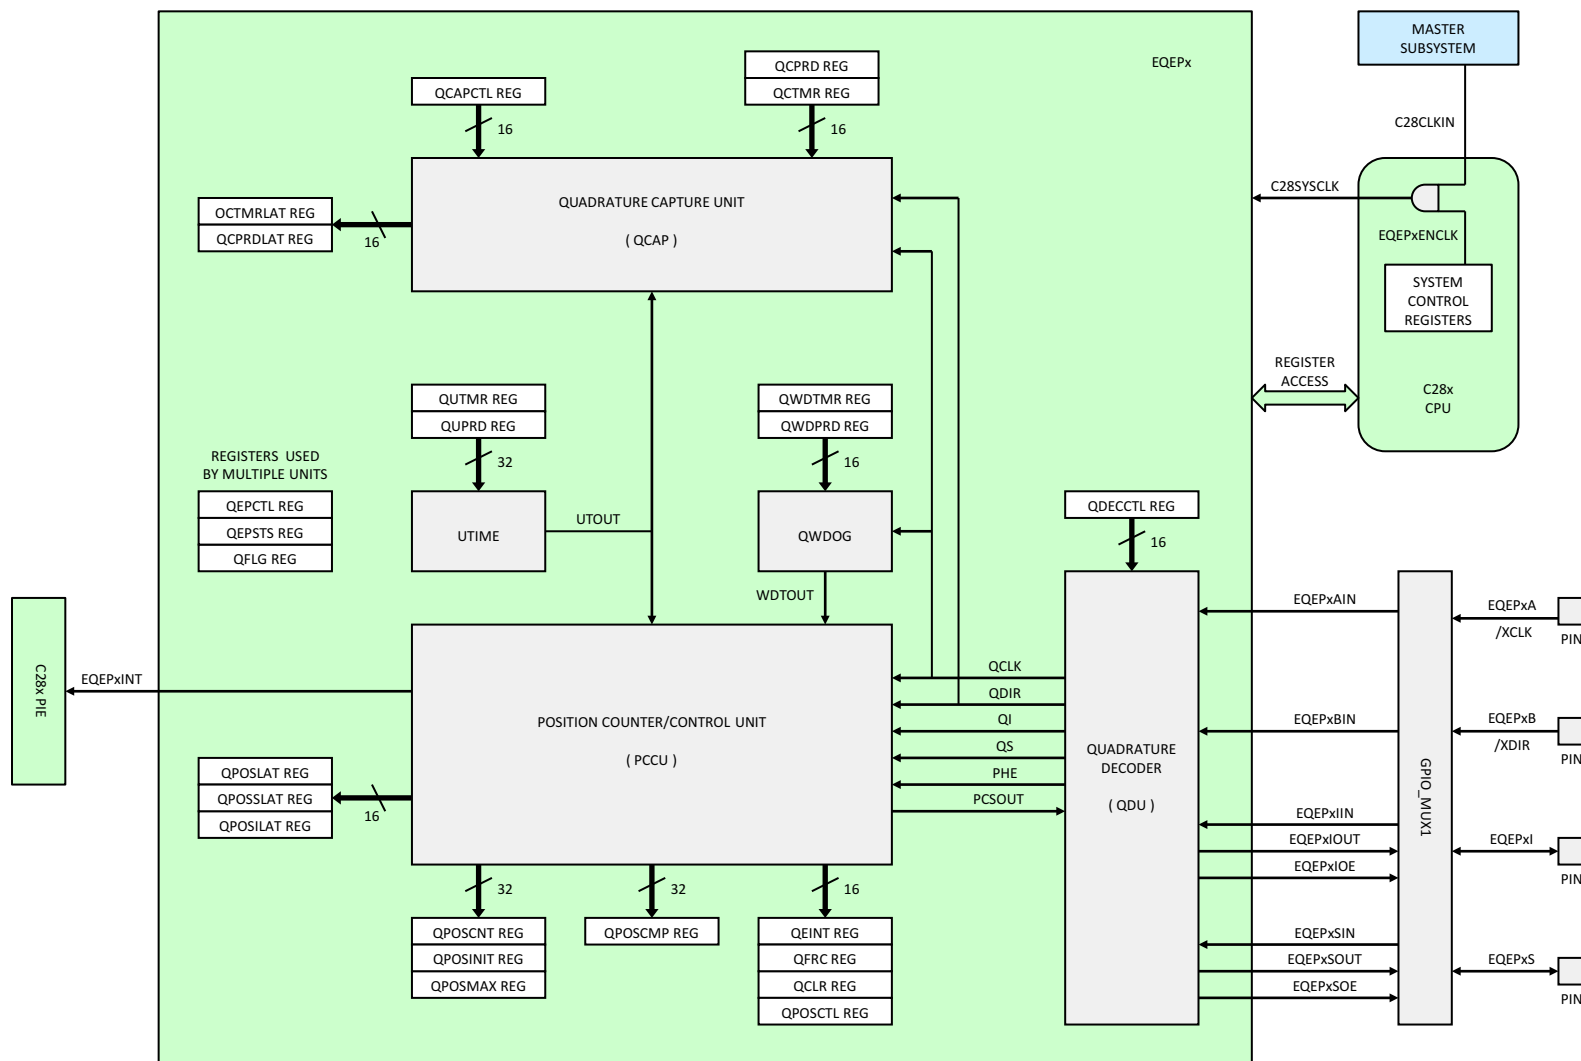 MASTER
SUBSYSTEM
EQEPx
QCPRD REG
QCTMR REG
QCAPCTL REG
16
16
C28CLKIN
C28SYSCLK
EQEPxENCLK
SYSTEM
CONTROL
REGISTERS
C28x
CPU
QUADRATURE CAPTURE UNIT
( QCAP )
OCTMRLAT REG
QCPRDLAT REG
16
REGISTER
ACCESS
QUTMR REG
QUPRD REG
32
QWDTMR REG
QWDPRD REG
16
REGISTERS USED
BY MULTIPLE UNITS
QEPCTL REG
QEPSTS REG
QFLG REG
UTIME
UTOUT
QWDOG
WDTOUT
QDECCTL REG
16
C28x PIE
EQEPxINT
POSITION COUNTER/CONTROL UNIT
( PCCU )
QCLK
QDIR
QI
QS
PHE
PCSOUT
QUADRATURE
DECODER
( QDU )
EQEPxAIN
EQEPxBIN
EQEPxIIN
EQEPxIOUT
EQEPxIOE
EQEPxSIN
EQEPxSOUT
EQEPxSOE
GPIO_MUX1
EQEPxA
/XCLK
PIN
EQEPxB
/XDIR
PIN
EQEPxI
PIN
EQEPxS
PIN
QPOSLAT REG
QPOSSLAT REG
QPOSILAT REG
16
32
QPOSCNT REG
QPOSINIT REG
QPOSMAX REG
32
QPOSCMP REG
16
QEINT REG
QFRC REG
QCLR REG
QPOSCTL REG